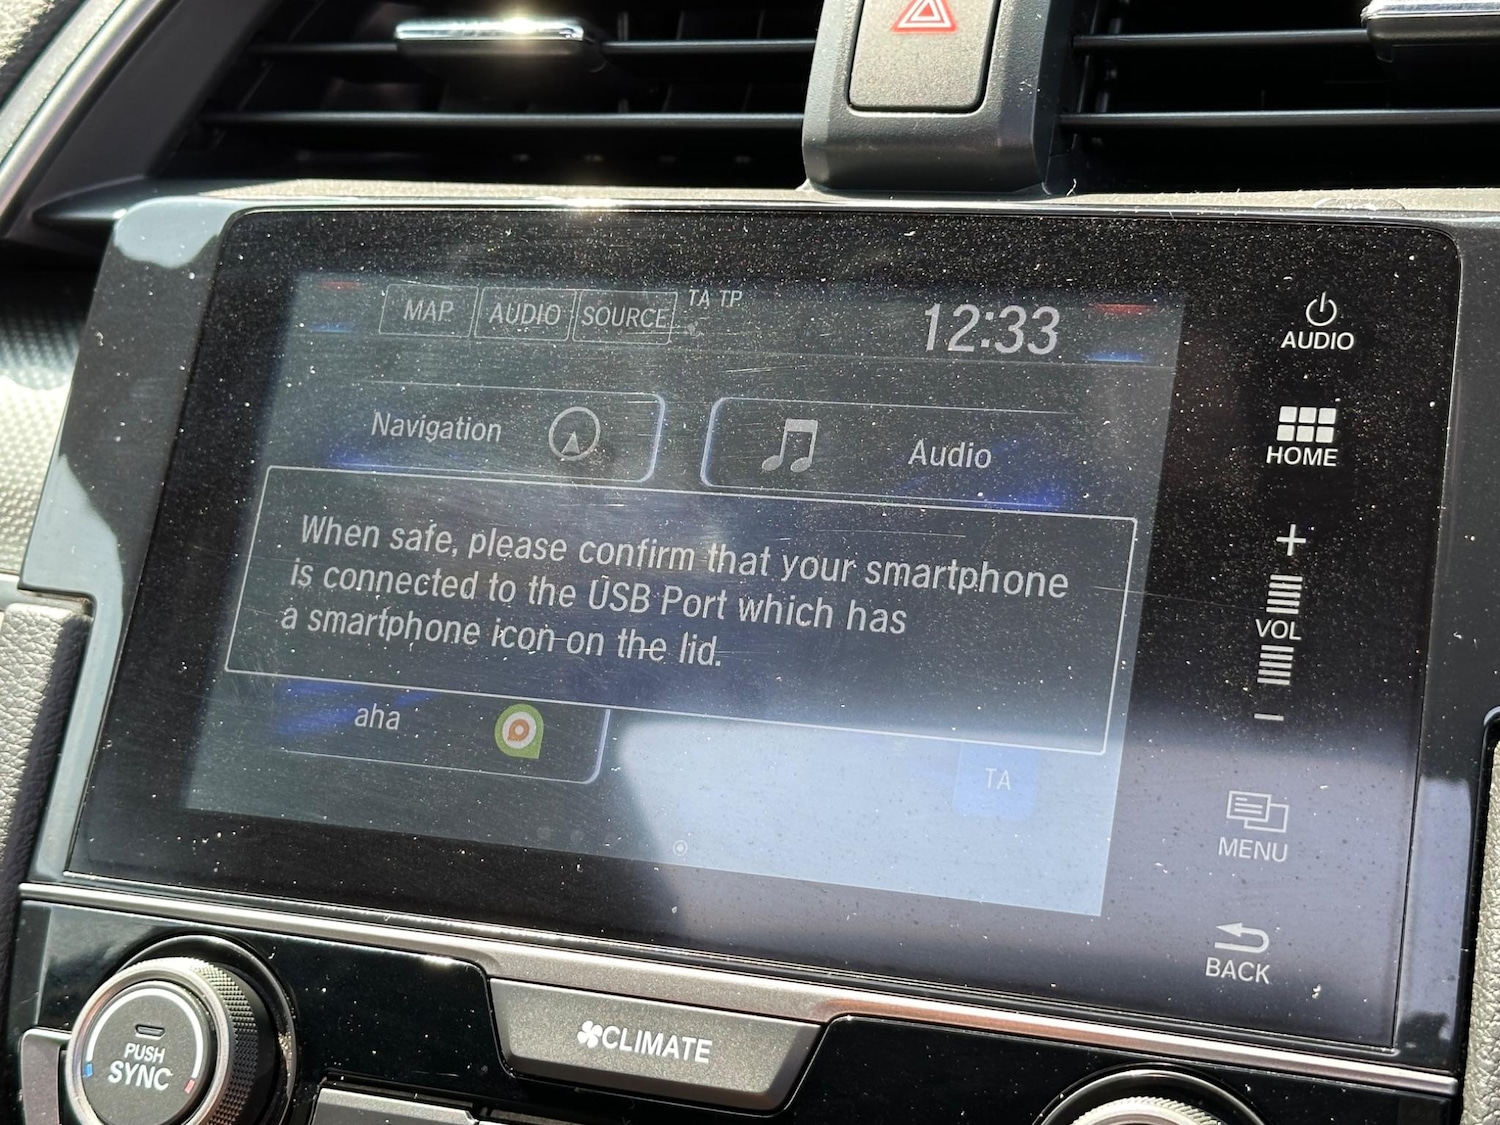 MAP AUDIO SOURCE TA TP 12:33
AUDIO
Navigation Audio
HOME
When safe, please confirm that your smartphone
is connected to the USB Port which has
a smartphone icon on the lid.
+
VOL
−
aha
TA
MENU
BACK
CLIMATE
PUSH
SYNC